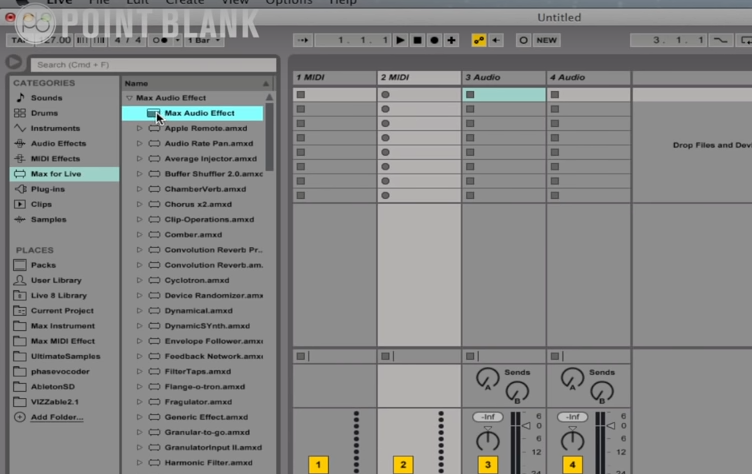 Live File Edit Create View Options Help
POINT BLANK
Untitled
TAP 27.00 4 / 4 1 Bar 1. 1. 1 NEW 3. 1. 1
Search (Cmd + F)
CATEGORIES
Sounds
Drums
Instruments
Audio Effects
MIDI Effects
Max for Live
Plug-ins
Clips
Samples
PLACES
Packs
User Library
Live 8 Library
Current Project
Max Instrument
Max MIDI Effect
UltimateSamples
phasevocoder
AbletonSD
VIZZable2.1
Add Folder...
Name
Max Audio Effect
Max Audio Effect
Apple Remote.amxd
Audio Rate Pan.amxd
Average Injector.amxd
Buffer Shuffler 2.0.amxd
ChamberVerb.amxd
Chorus x2.amxd
Clip-Operations.amxd
Comber.amxd
Convolution Reverb Pr..
Convolution Reverb.am.
Cyclotron.amxd
Device Randomizer.amxd
Dynamical.amxd
DynamicSYnth.amxd
Envelope Follower.amxd
Feedback Network.amxd
FilterTaps.amxd
Flange-o-tron.amxd
Fragulator.amxd
Generic Effect.amxd
Granular-to-go.amxd
GranulatorInput II.amxd
Harmonic Filter.amxd
1 MIDI 2 MIDI 3 Audio 4 Audio
Drop Files and Devi
Sends Sends
A B A B
-Inf -Inf
6 6
0 0
6 6
12 12
24 24
1 2 3 4